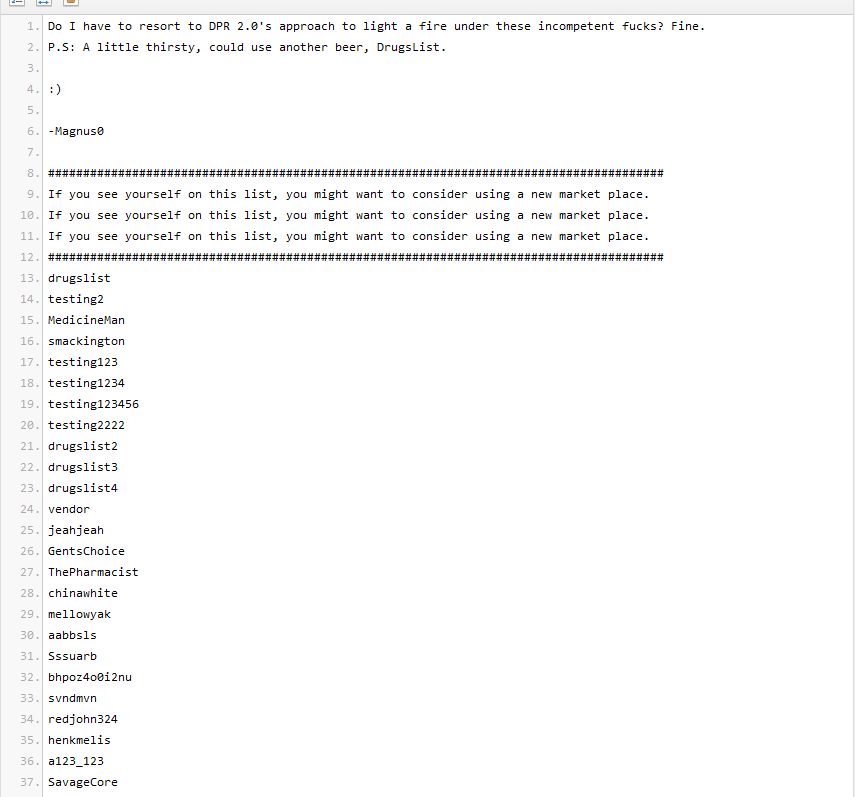 1. Do I have to resort to DPR 2.0's approach to light a fire under these incompetent fucks? Fine.
2. P.S: A little thirsty, could use another beer, DrugsList.
3.
4. :)
5.
6. -Magnus0
7.
8. ########################################################################################
9. If you see yourself on this list, you might want to consider using a new market place.
10. If you see yourself on this list, you might want to consider using a new market place.
11. If you see yourself on this list, you might want to consider using a new market place.
12. ########################################################################################
13. drugslist
14. testing2
15. MedicineMan
16. smackington
17. testing123
18. testing1234
19. testing123456
20. testing2222
21. drugslist2
22. drugslist3
23. drugslist4
24. vendor
25. jeahjeah
26. GentsChoice
27. ThePharmacist
28. chinawhite
29. mellowyak
30. aabbsls
31. Sssuarb
32. bhpoz4o0i2nu
33. svndmvn
34. redjohn324
35. henkmelis
36. a123_123
37. SavageCore